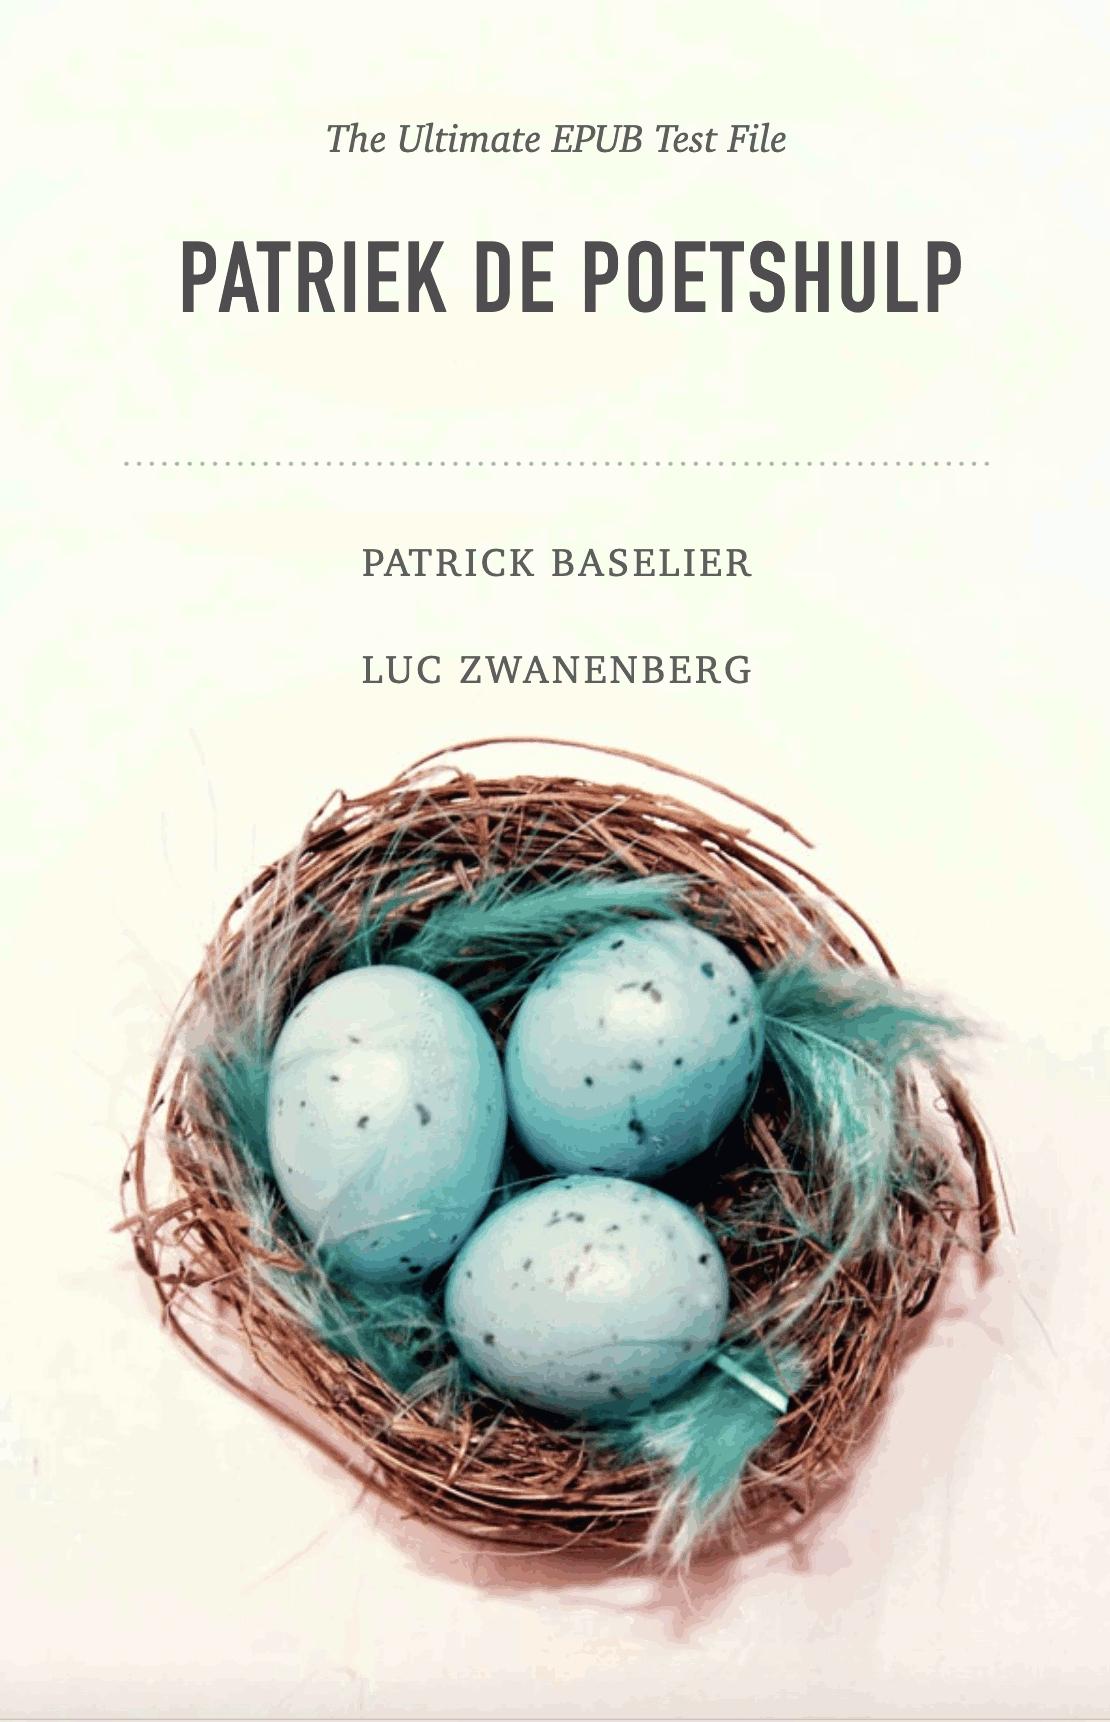 The Ultimate EPUB Test File
PATRIEK DE POETSHULP
PATRICK BASELIER
LUC ZWANENBERG